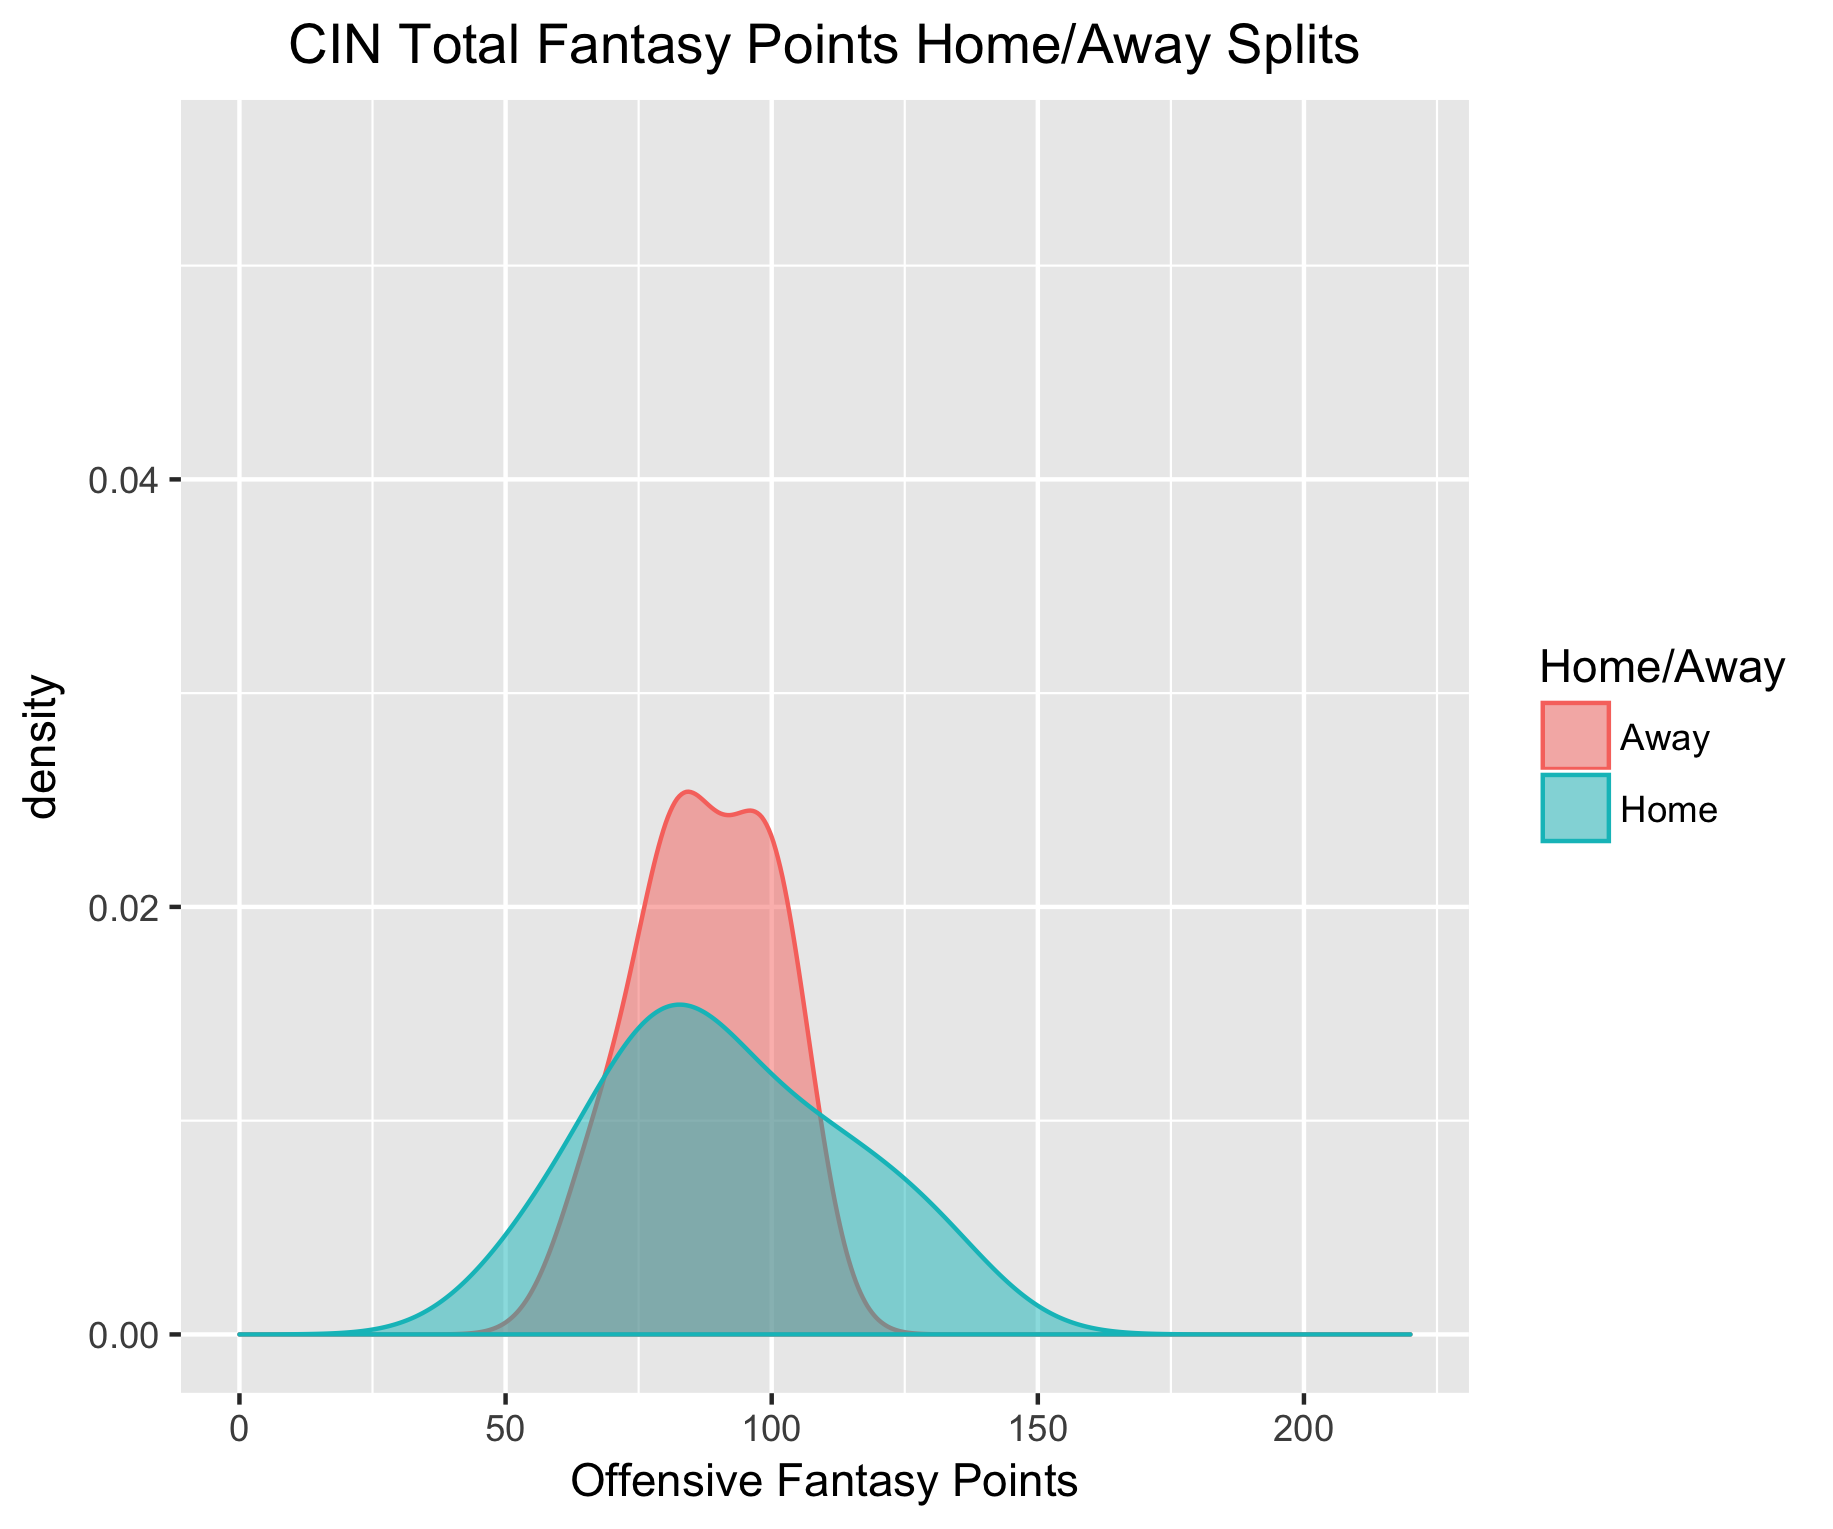 CIN Total Fantasy Points Home/Away Splits
density
0.04
0.02
0.00
0 50 100 150 200
Offensive Fantasy Points
Home/Away
Away
Home